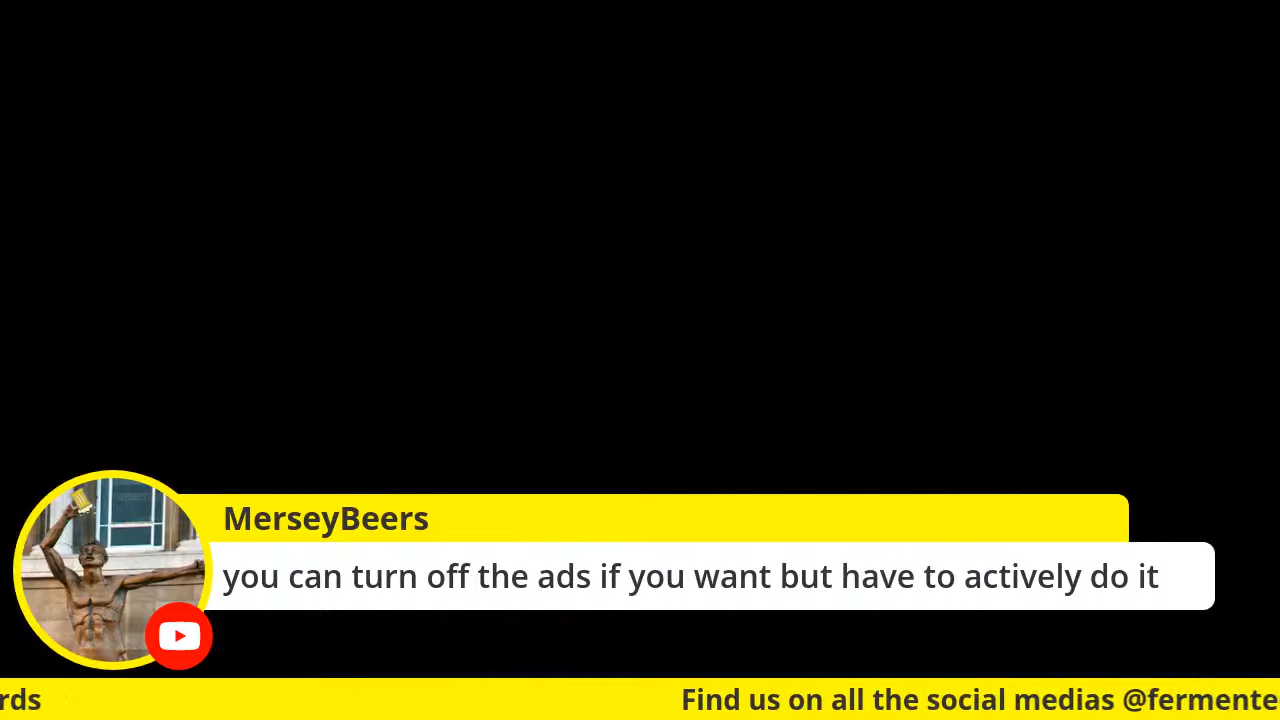 MerseyBeers
you can turn off the ads if you want but have to actively do it
rds Find us on all the social medias @fermente